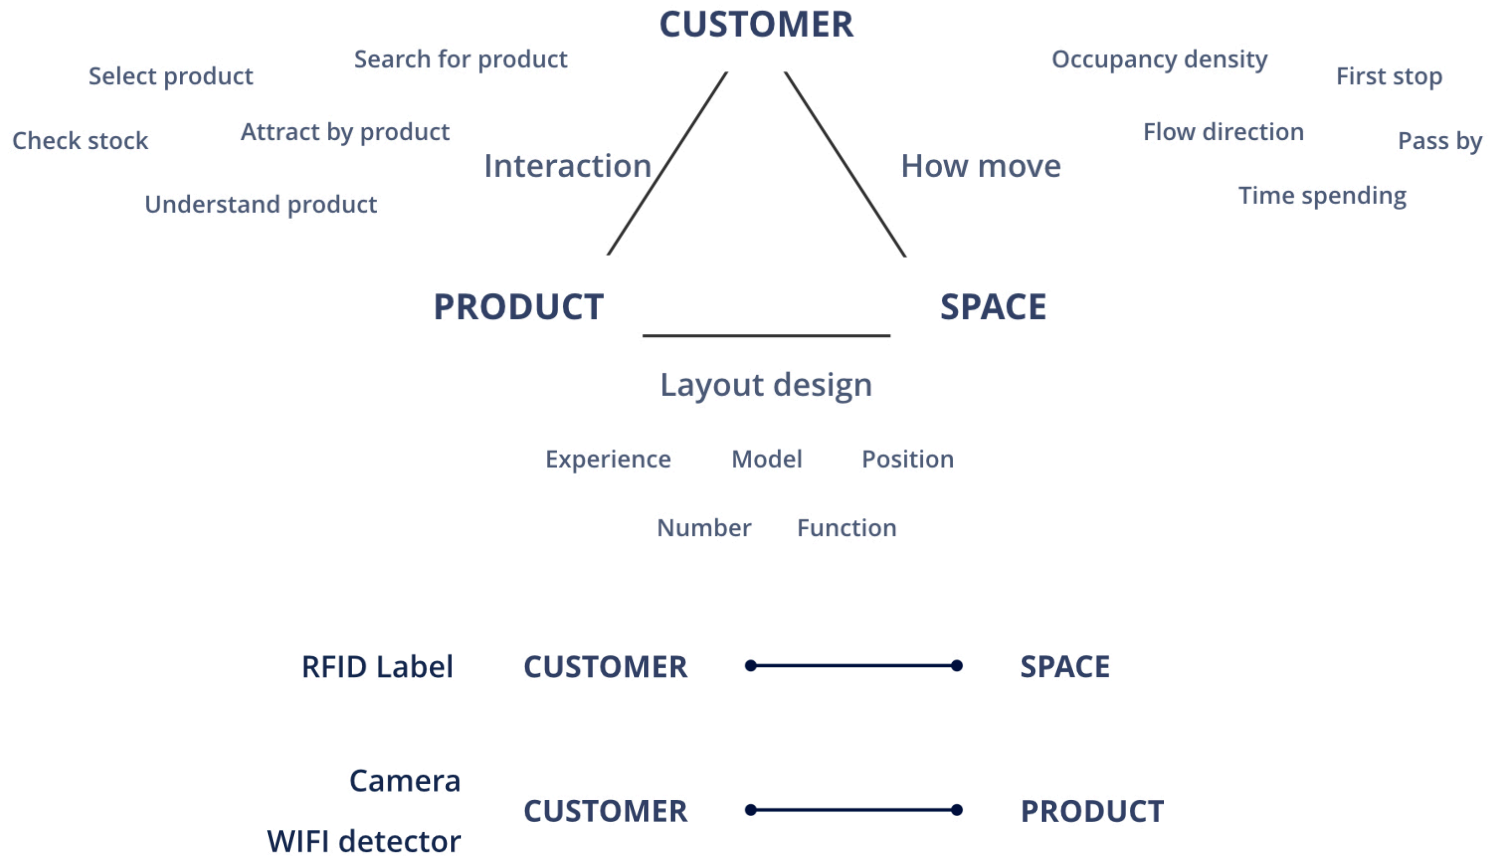 CUSTOMER
Search for product
Occupancy density
Select product
First stop
Attract by product
Flow direction
Check stock
Pass by
Interaction
How move
Understand product
Time spending
PRODUCT
SPACE
Layout design
Experience Model Position
Number Function
RFID Label CUSTOMER SPACE
Camera
CUSTOMER PRODUCT
WIFI detector